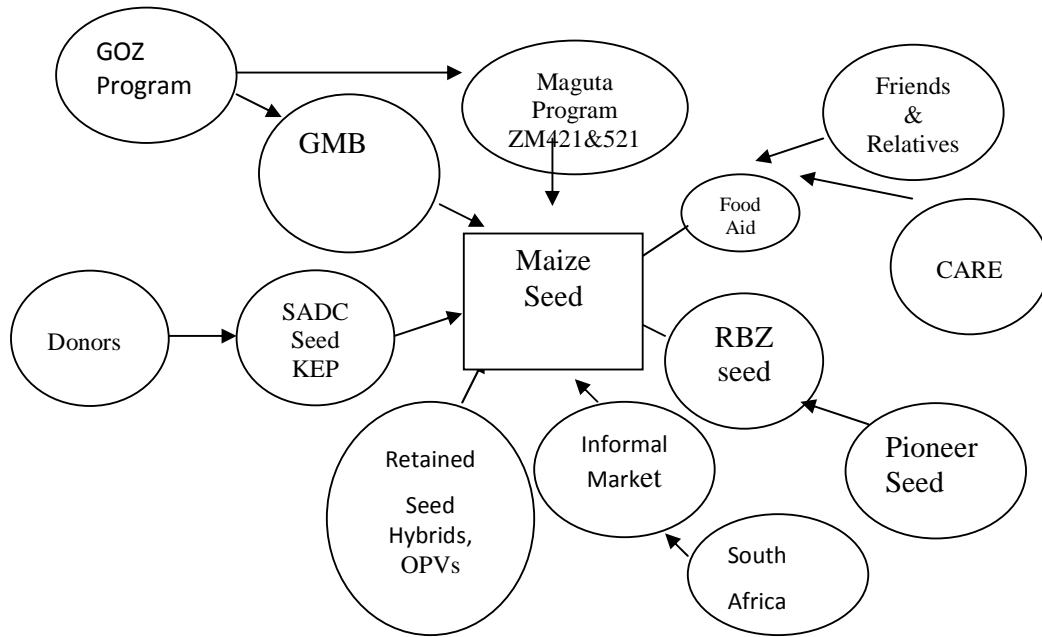 GOZ
Program
Maguta
Program
ZM421&521
Friends
&
Relatives
GMB
Food
Aid
CARE
Maize
Seed
Donors
SADC
Seed
KEP
RBZ
seed
Retained
Seed
Hybrids,
OPVs
Informal
Market
Pioneer
Seed
South
Africa